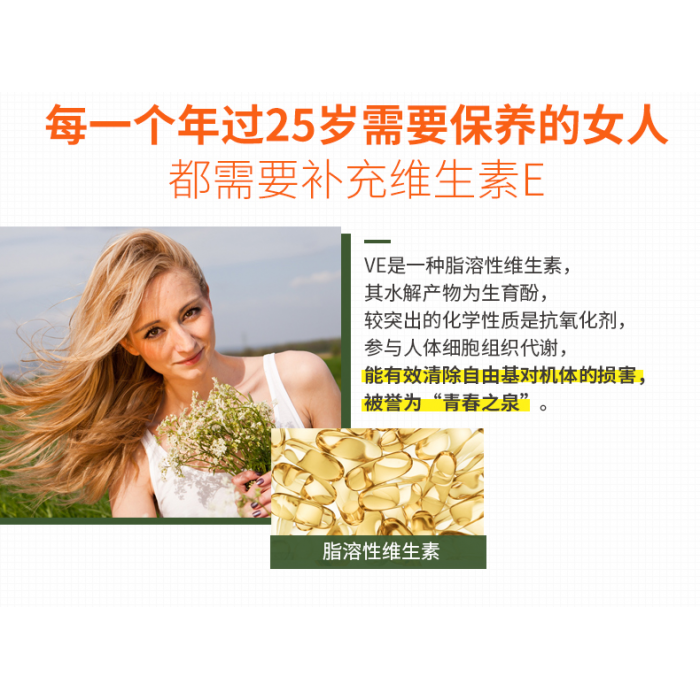 每一个年过25岁需要保养的女人
都需要补充维生素E
VE是一种脂溶性维生素，
其水解产物为生育酚，
较突出的化学性质是抗氧化剂，
参与人体细胞组织代谢，
能有效清除自由基对机体的损害，
被誉为“青春之泉”。
脂溶性维生素